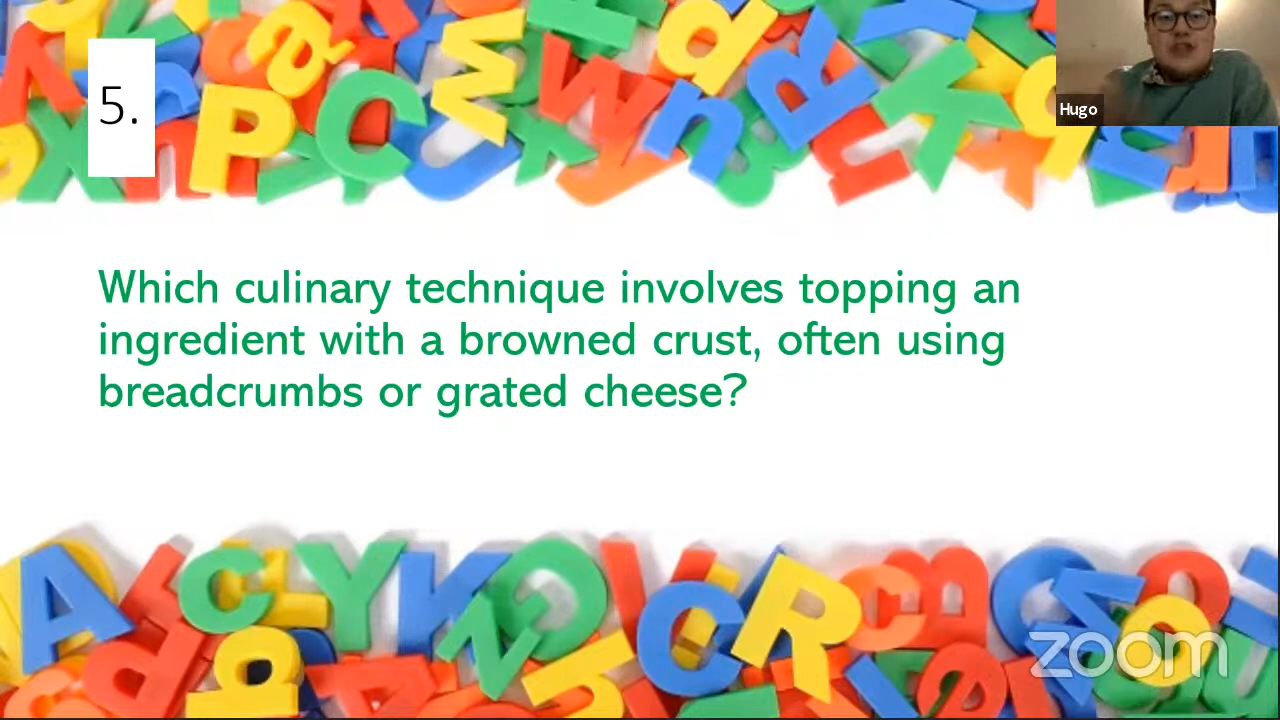 5.
Hugo
Which culinary technique involves topping an
ingredient with a browned crust, often using
breadcrumbs or grated cheese?
zoom